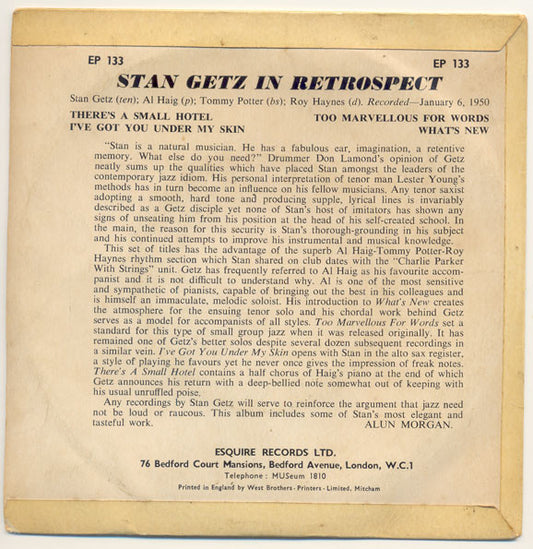 EP 133 EP 133
STAN GETZ IN RETROSPECT
Stan Getz (ten); Al Haig (p); Tommy Potter (bs); Roy Haynes (d). Recorded—January 6, 1950
THERE'S A SMALL HOTEL TOO MARVELLOUS FOR WORDS
I'VE GOT YOU UNDER MY SKIN WHAT'S NEW
"Stan is a natural musician. He has a fabulous ear, imagination, a retentive
memory. What else do you need?" Drummer Don Lamond's opinion of Getz
neatly sums up the qualities which have placed Stan amongst the leaders of the
contemporary jazz idiom. His personal interpretation of tenor man Lester Young's
methods has in turn become an influence on his fellow musicians. Any tenor saxist
adopting a smooth, hard tone and producing supple, lyrical lines is invariably
described as a Getz disciple yet none of Stan's host of imitators has shown any
signs of unseating him from his position at the head of his self-created school. In
the main, the reason for this security is Stan's thorough-grounding in his subject
and his continued attempts to improve his instrumental and musical knowledge.
This set of titles has the advantage of the superb Al Haig-Tommy Potter-Roy
Haynes rhythm section which Stan shared on club dates with the "Charlie Parker
With Strings" unit. Getz has frequently referred to Al Haig as his favourite accom-
panist and it is not difficult to understand why. Al is one of the most sensitive
and sympathetic of pianists, capable of bringing out the best in his colleagues and
is himself an immaculate, melodic soloist. His introduction to What's New creates
the atmosphere for the ensuing tenor solo and his chordal work behind Getz
serves as a model for accompanists of all styles. Too Marvellous For Words set a
standard for this type of small group jazz when it was released originally. It has
remained one of Getz's better solos despite several dozen subsequent recordings in
a similar vein. I've Got You Under My Skin opens with Stan in the alto sax register,
a style of playing he favours yet he never once gives the impression of freak notes.
There's A Small Hotel contains a half chorus of Haig's piano at the end of which
Getz announces his return with a deep-bellied note somewhat out of keeping with
his usual unruffled poise.
Any recordings by Stan Getz will serve to reinforce the argument that jazz need
not be loud or raucous. This album includes some of Stan's most elegant and
tasteful work. ALUN MORGAN.
ESQUIRE RECORDS LTD.
76 Bedford Court Mansions, Bedford Avenue, London, W.C.1
Telephone: MUSeum 1810
Printed in England by West Brothers - Printers - Limited, Mitcham